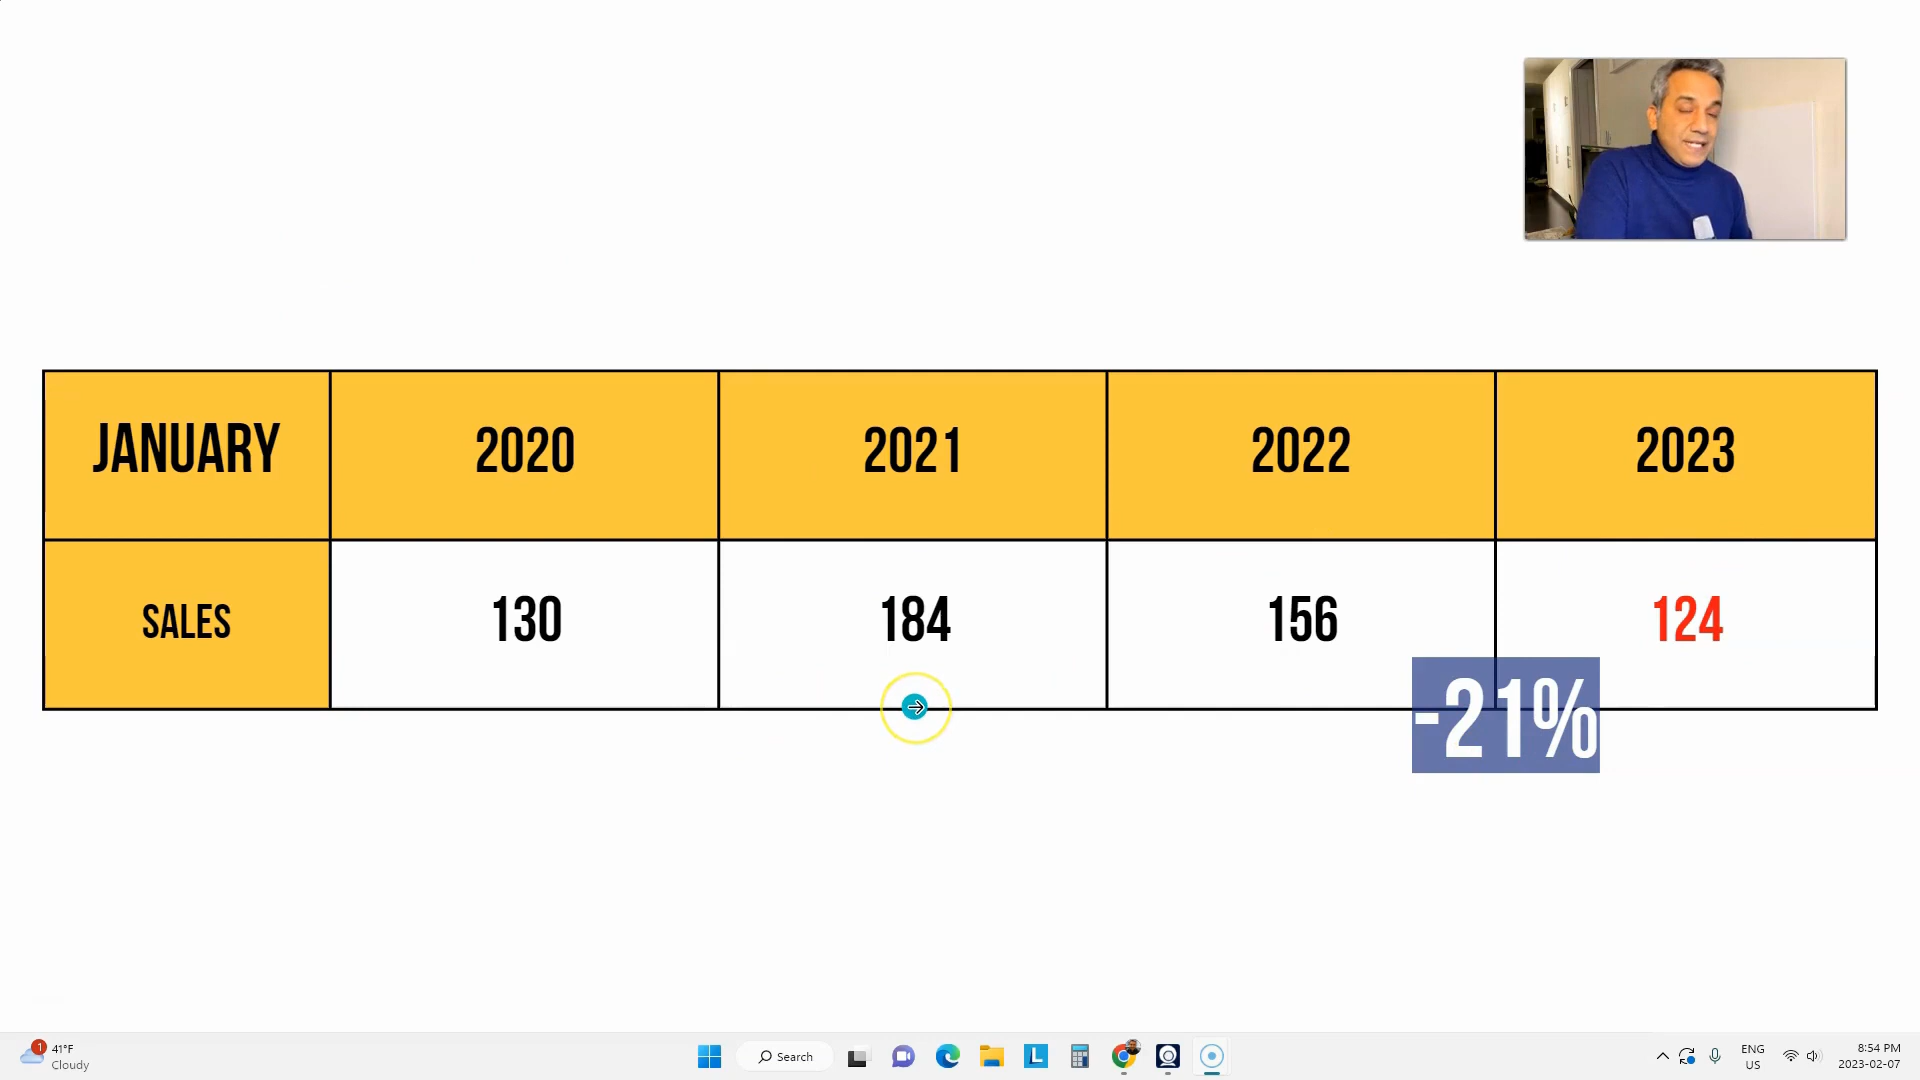 JANUARY 2020 2021 2022 2023
SALES 130 184 156 124
-21%
1 41°F
Cloudy
Search
L
ENG
US
8:54 PM
2023-02-07